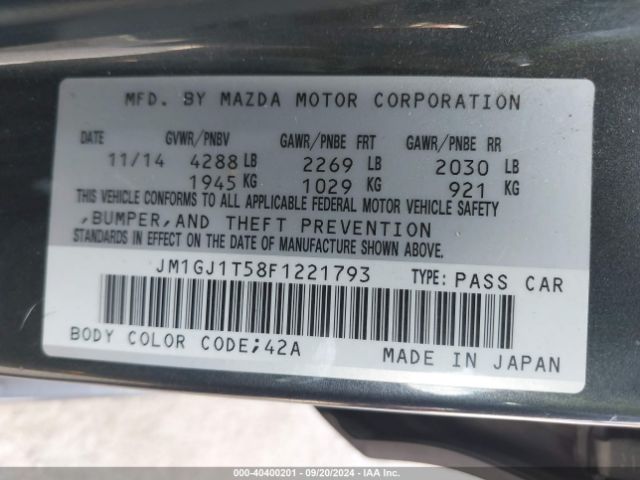 MFD. BY MAZDA MOTOR CORPORATION
DATE GVWR/PNBV GAWR/PNBE FRT GAWR/PNBE RR
11/14 4288 LB 2269 LB 2030 LB
1945 KG 1029 KG 921 KG
THIS VEHICLE CONFORMS TO ALL APPLICABLE FEDERAL MOTOR VEHICLE SAFETY
,BUMPER,AND THEFT PREVENTION
STANDARDS IN EFFECT ON THE DATE OF MANUFACTURE SHOWN ABOVE.
JM1GJ1T58F1221793 TYPE: PASS CAR
BODY COLOR CODE;42A MADE IN JAPAN
000-40400201 - 09/20/2024 - IAA Inc.